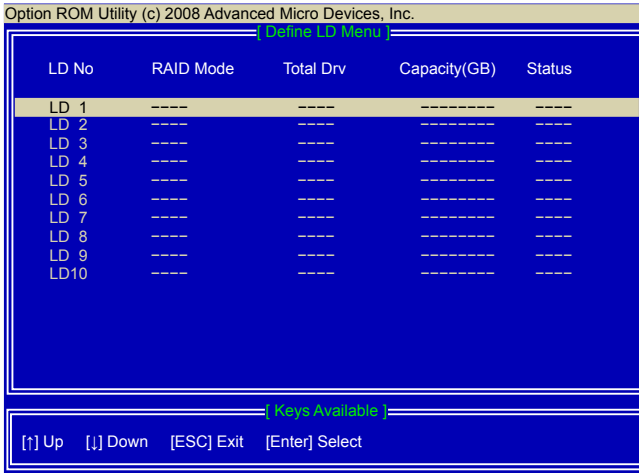 Option ROM Utility (c) 2008 Advanced Micro Devices, Inc.
[ Define LD Menu ]
LD No RAID Mode Total Drv Capacity(GB) Status
LD 1 ---- ---- -------- ----
LD 2 ---- ---- -------- ----
LD 3 ---- ---- -------- ----
LD 4 ---- ---- -------- ----
LD 5 ---- ---- -------- ----
LD 6 ---- ---- -------- ----
LD 7 ---- ---- -------- ----
LD 8 ---- ---- -------- ----
LD 9 ---- ---- -------- ----
LD10 ---- ---- -------- ----
[ Keys Available ]
[↑] Up [↓] Down [ESC] Exit [Enter] Select